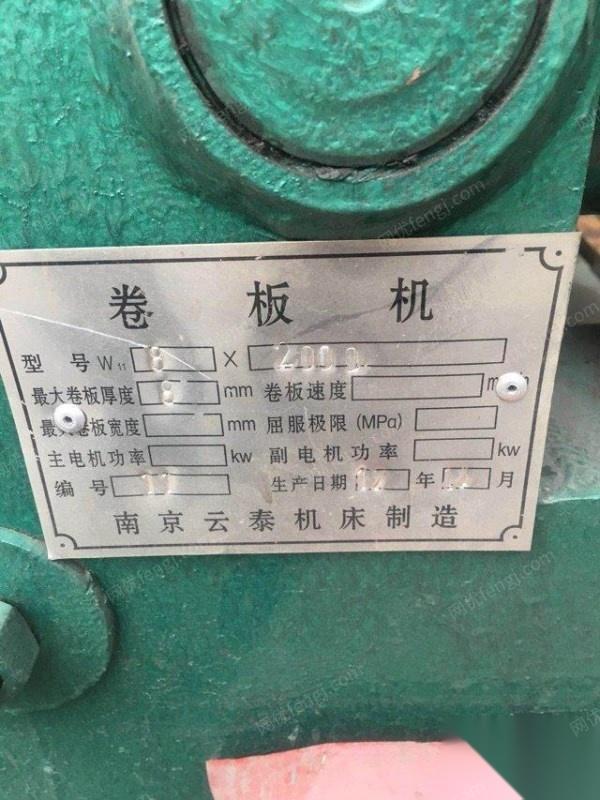 卷板机
型号W₁₁ 8 × 2000
最大卷板厚度 8 mm 卷板速度
最大卷板宽度 mm 屈服极限(MPa)
主电机功率 kw 副电机功率 kw
编号 生产日期 年 月
南京云泰机床制造